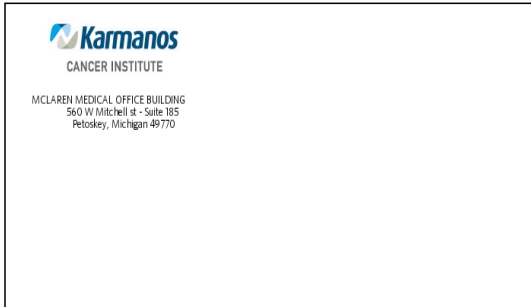 Karmanos
CANCER INSTITUTE
MCLAREN MEDICAL OFFICE BUILDING
560 W Mitchell st - Suite 185
Petoskey, Michigan 49770